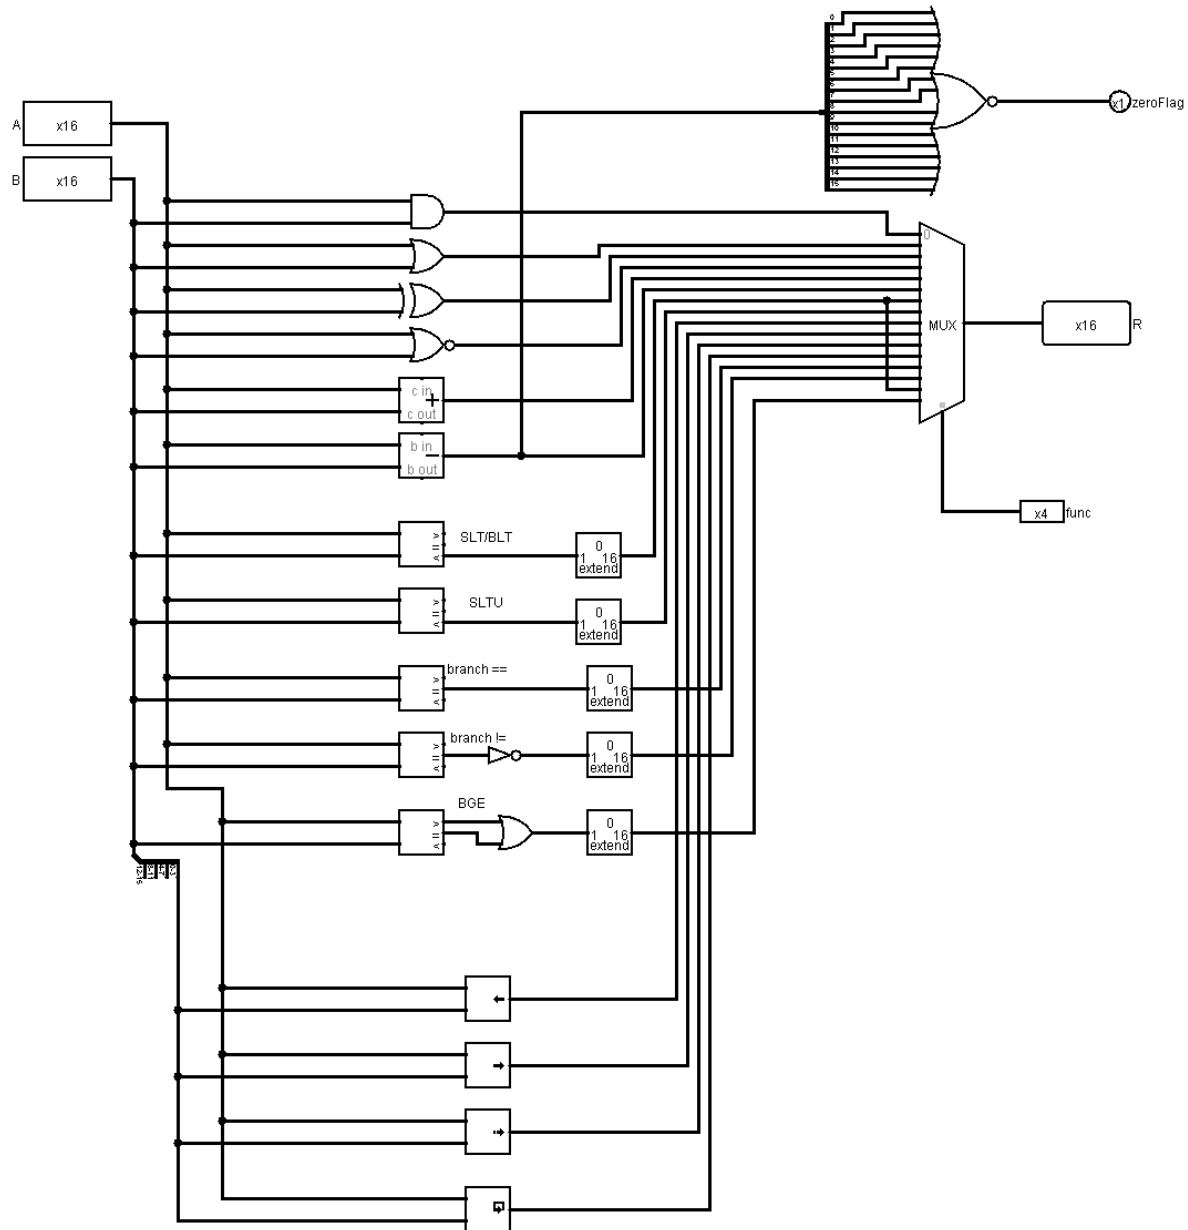 0
1
2
3
4
5
6
7
8
9
10
11
12
13
14
15
x1 zeroFlag
A x16
B x16
0
MUX
x16 R
c in
+
c out
b in
b out
x4 func
SLT/BLT
>
=
<
0
1 16
extend
SLTU
>
=
<
0
1 16
extend
branch ==
>
=
<
0
1 16
extend
branch !=
>
=
<
0
1 16
extend
BGE
>
=
<
0
1 16
extend